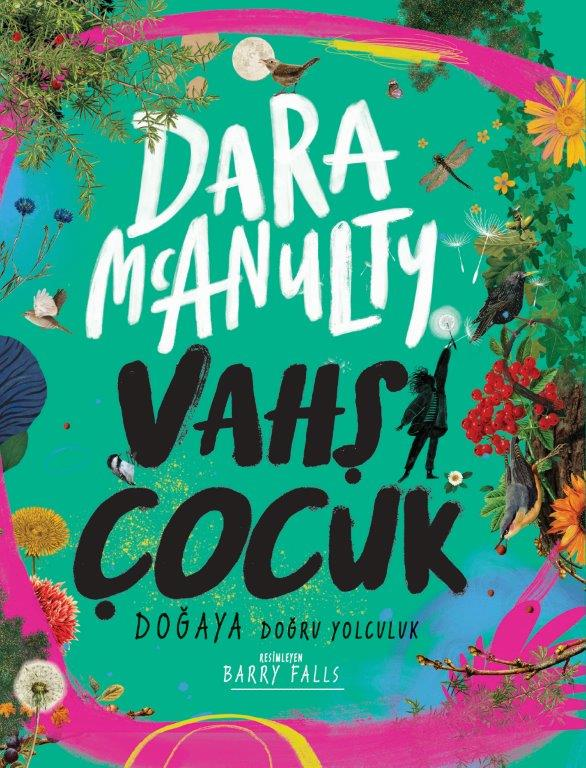 DARA
McANULTY
VAHŞİ
ÇOCUK
DOĞAYA DOĞRU YOLCULUK
RESİMLEYEN
BARRY FALLS